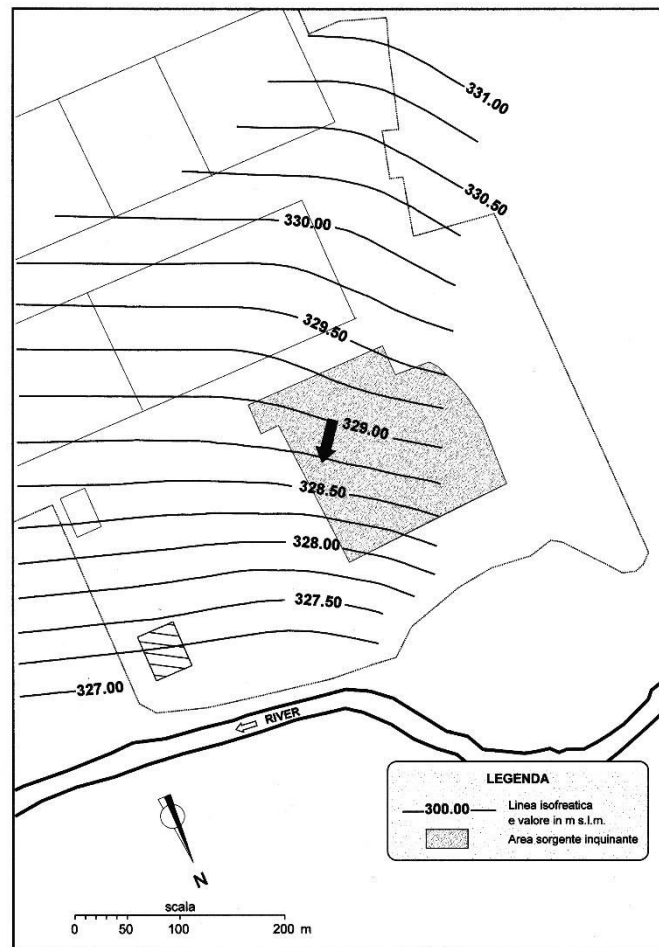 331.00
330.50
330.00
329.50
329.00
328.50
328.00
327.50
327.00
RIVER
LEGENDA
300.00 Linea isofreatica
e valore in m s.l.m.
Area sorgente inquinante
N
scala
0 50 100 200 m